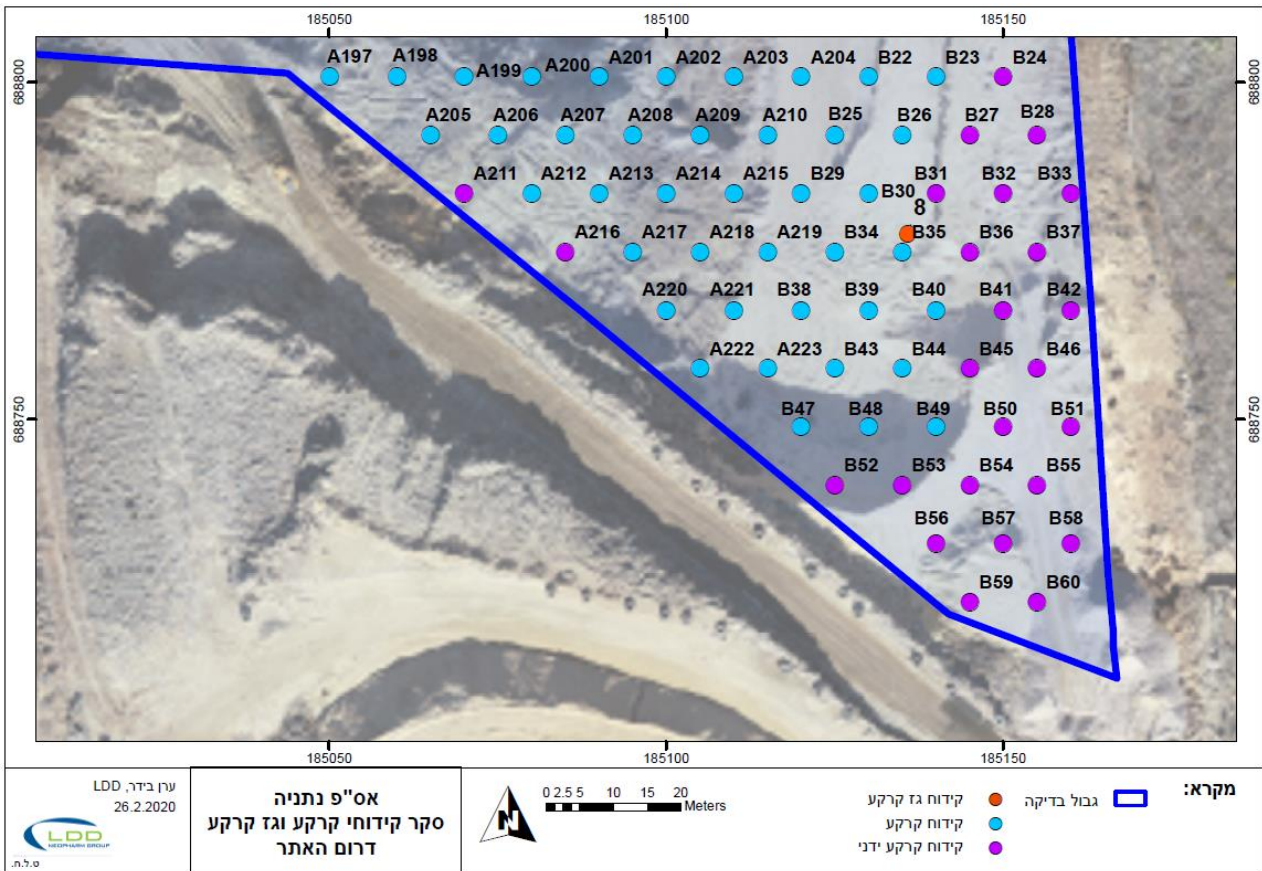 185050 185100 185150
688800 688800
A197 A198 A199 A200 A201 A202 A203 A204 B22 B23 B24
A205 A206 A207 A208 A209 A210 B25 B26 B27 B28
A211 A212 A213 A214 A215 B29 B30 B31 B32 B33
8
A216 A217 A218 A219 B34 B35 B36 B37
A220 A221 B38 B39 B40 B41 B42
A222 A223 B43 B44 B45 B46
688750 688750
B47 B48 B49 B50 B51
B52 B53 B54 B55
B56 B57 B58
B59 B60
185050 185100 185150
מקרא:
גבול בדיקה
קידוח גז קרקע
קידוח קרקע
קידוח קרקע ידני
0 2.5 5 10 15 20
Meters
N
אס"פ נתניה
סקר קידוחי קרקע וגז קרקע
דרום האתר
ערן בידר, LDD
26.2.2020
LDD
NEOPHARM GROUP
ט.ל.ח.